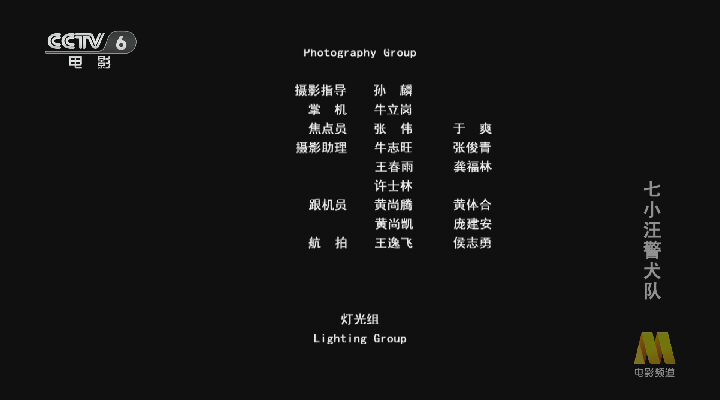 CCTV 6
电 影
Photography Group
摄影指导 孙 麟
掌 机 牛立岗
焦点员 张 伟 于 爽
摄影助理 牛志旺 张俊青
王春雨 龚福林
许士林
跟机员 黄尚腾 黄体合
黄尚凯 庞建安
航 拍 王逸飞 侯志勇
灯光组
Lighting Group
七小汪警犬队
电影频道